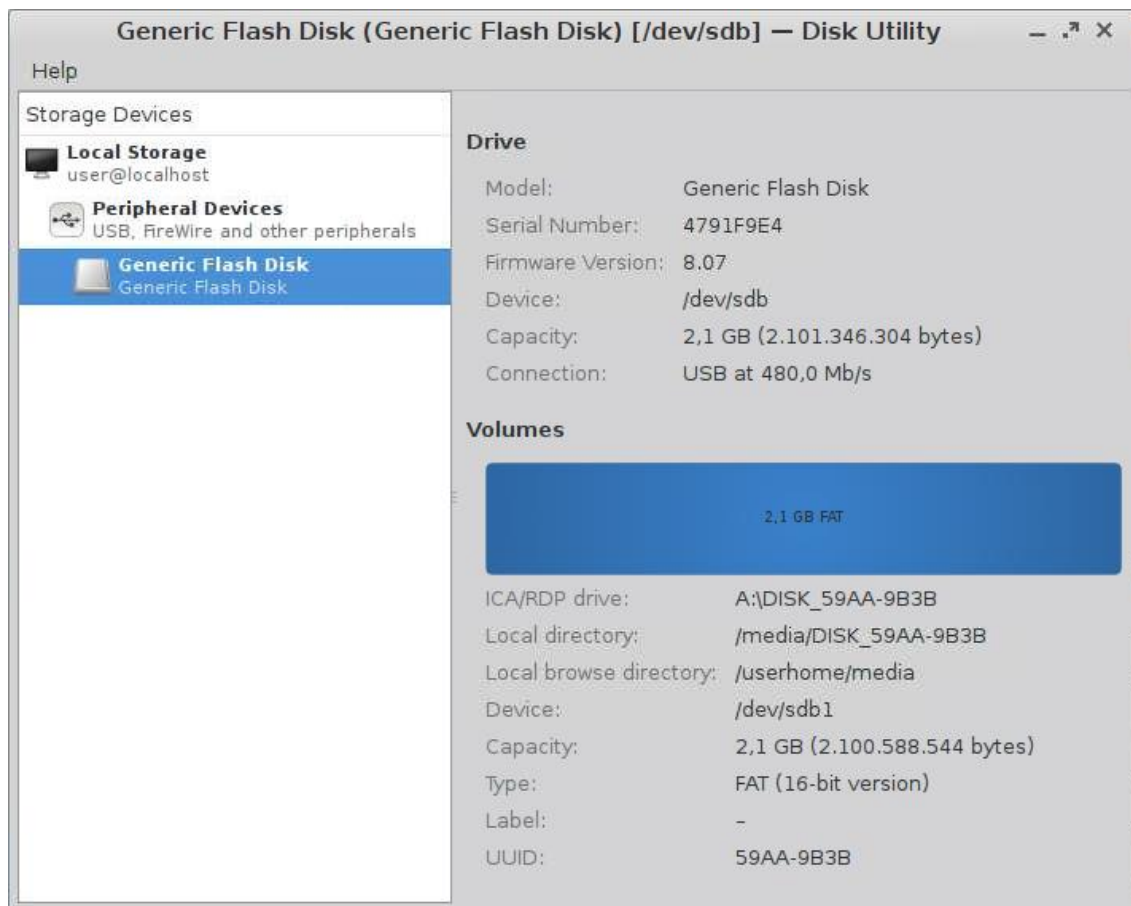 Generic Flash Disk (Generic Flash Disk) [/dev/sdb] — Disk Utility
Help
Storage Devices
Local Storage
user@localhost
Peripheral Devices
USB, FireWire and other peripherals
Generic Flash Disk
Generic Flash Disk
Drive
Model: Generic Flash Disk
Serial Number: 4791F9E4
Firmware Version: 8.07
Device: /dev/sdb
Capacity: 2,1 GB (2.101.346.304 bytes)
Connection: USB at 480,0 Mb/s
Volumes
2,1 GB FAT
ICA/RDP drive: A:\DISK_59AA-9B3B
Local directory: /media/DISK_59AA-9B3B
Local browse directory: /userhome/media
Device: /dev/sdb1
Capacity: 2,1 GB (2.100.588.544 bytes)
Type: FAT (16-bit version)
Label: –
UUID: 59AA-9B3B